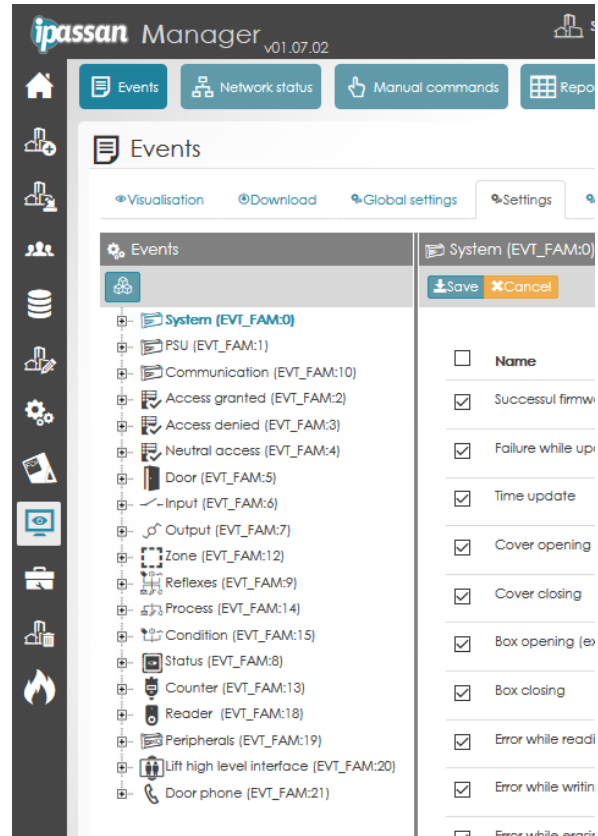 ipassan Manager v01.07.02
Events Network status Manual commands
Events
Visualisation Download Global settings Settings
Events System (EVT_FAM:0)
Save Cancel
System (EVT_FAM:0)
PSU (EVT_FAM:1)
Communication (EVT_FAM:10)
Access granted (EVT_FAM:2)
Access denied (EVT_FAM:3)
Neutral access (EVT_FAM:4)
Door (EVT_FAM:5)
Input (EVT_FAM:6)
Output (EVT_FAM:7)
Zone (EVT_FAM:12)
Reflexes (EVT_FAM:9)
Process (EVT_FAM:14)
Condition (EVT_FAM:15)
Status (EVT_FAM:8)
Counter (EVT_FAM:13)
Reader (EVT_FAM:18)
Peripherals (EVT_FAM:19)
Lift high level interface (EVT_FAM:20)
Door phone (EVT_FAM:21)
Name
Successul firmw
Failure while up
Time update
Cover opening
Cover closing
Box opening (e
Box closing
Error while readi
Error while writin